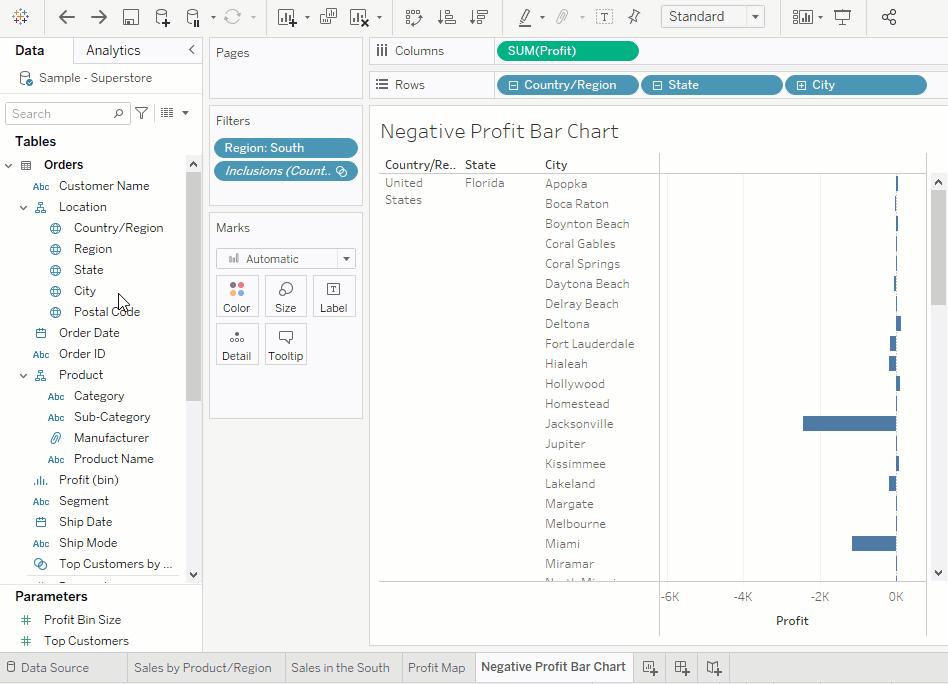 Standard
Data
Analytics
Sample - Superstore
Search
Tables
Orders
Abc Customer Name
Location
Country/Region
Region
State
City
Postal Code
Order Date
Abc Order ID
Product
Abc Category
Abc Sub-Category
Manufacturer
Abc Product Name
Profit (bin)
Abc Segment
Ship Date
Abc Ship Mode
Top Customers by ...
Parameters
# Profit Bin Size
# Top Customers
Pages
Filters
Region: South
Inclusions (Count..
Marks
Automatic
Color
Size
Label
Detail
Tooltip
Columns
SUM(Profit)
Rows
Country/Region
State
City
Negative Profit Bar Chart
Country/Re.. State City
United States
Florida
Apopka
Boca Raton
Boynton Beach
Coral Gables
Coral Springs
Daytona Beach
Delray Beach
Deltona
Fort Lauderdale
Hialeah
Hollywood
Homestead
Jacksonville
Jupiter
Kissimmee
Lakeland
Margate
Melbourne
Miami
Miramar
-6K -4K -2K 0K
Profit
Data Source
Sales by Product/Region
Sales in the South
Profit Map
Negative Profit Bar Chart